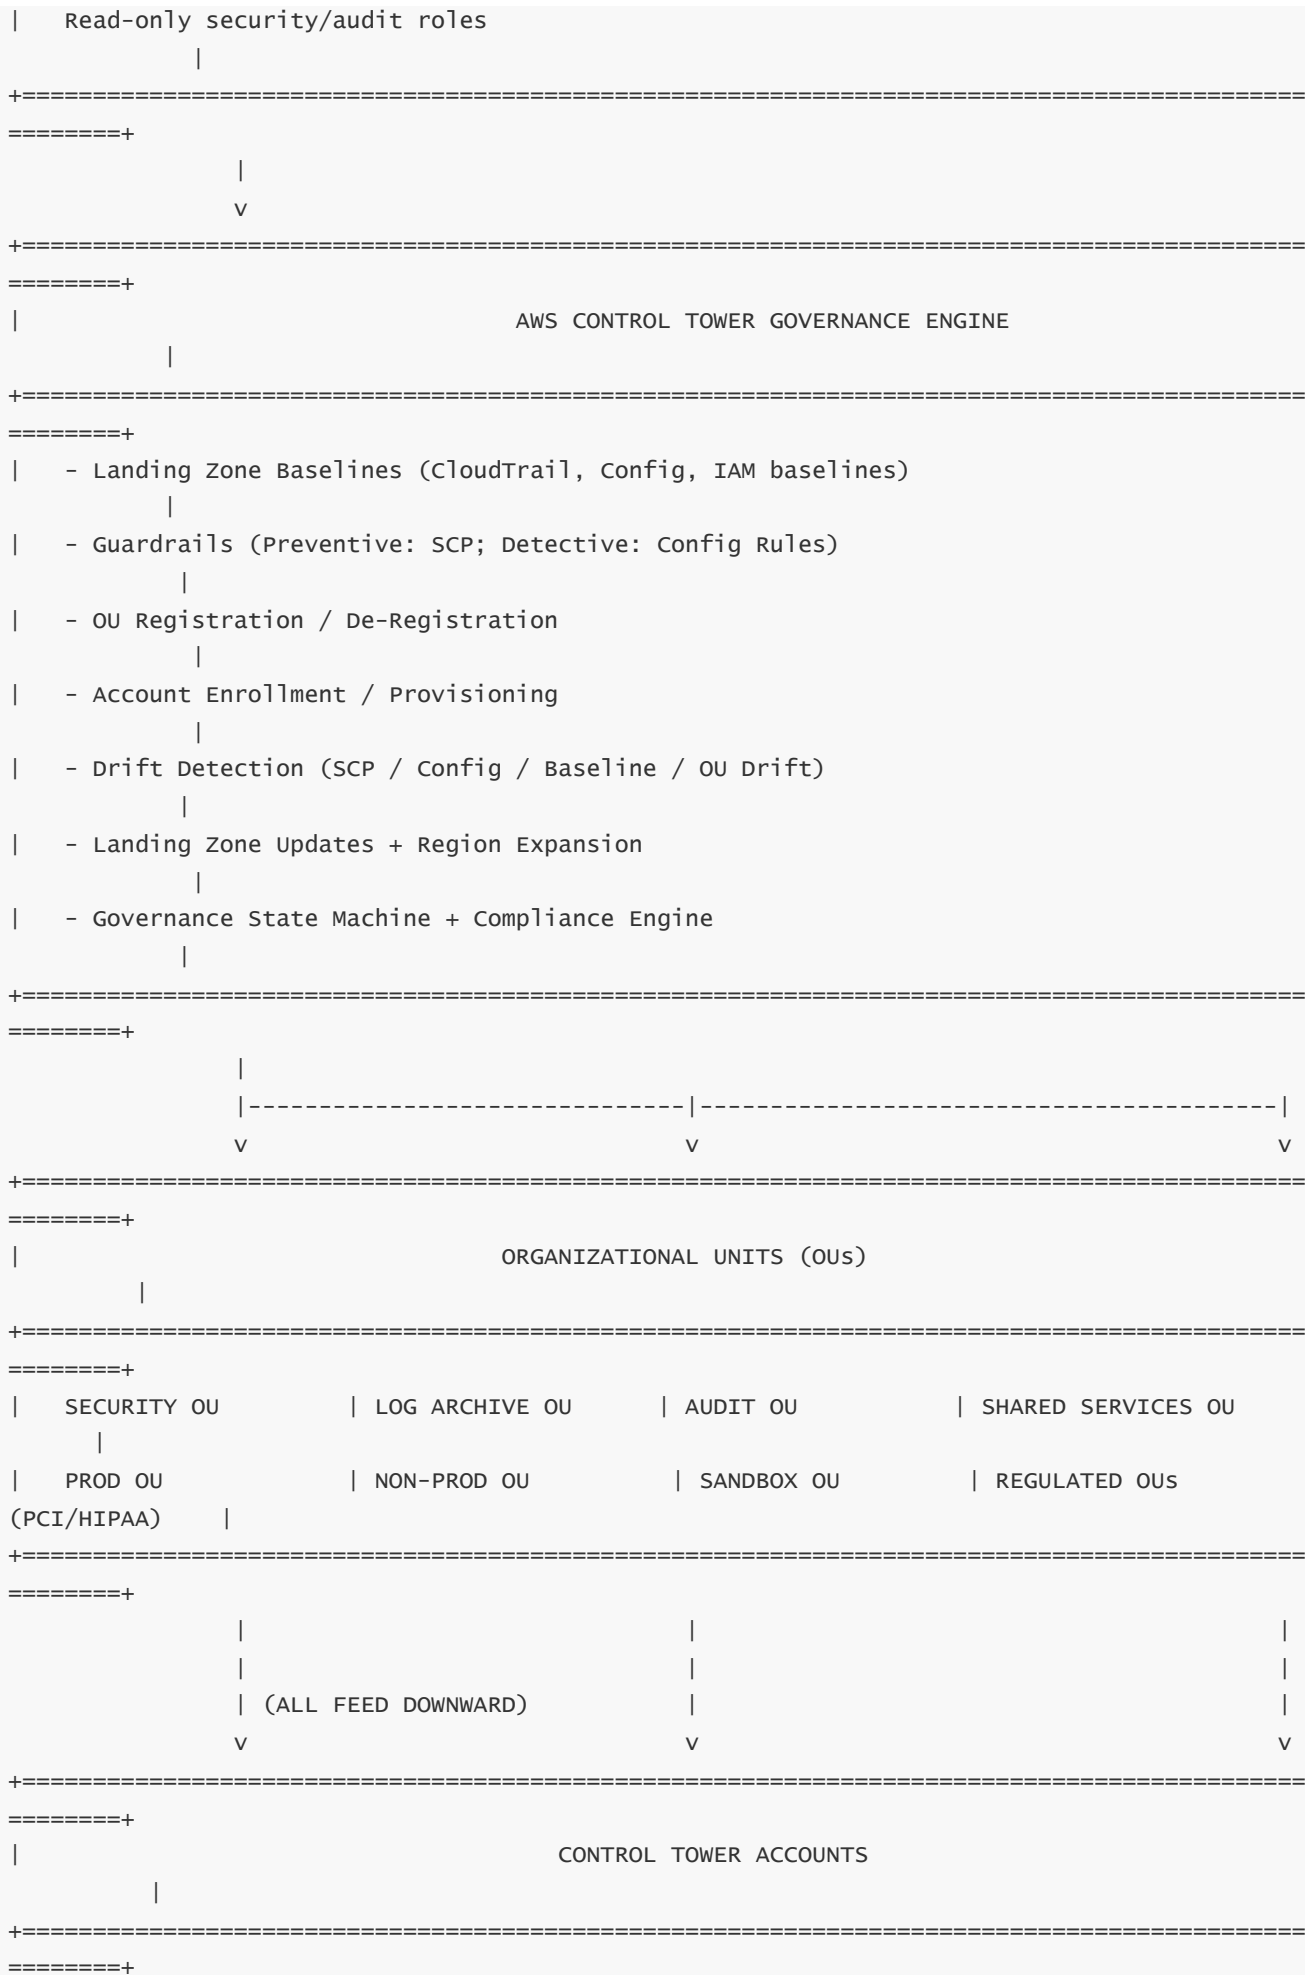 |   Read-only security/audit roles
             |
+===========================================================================================
========+
                |
                v
+===========================================================================================
========+
|                                   AWS CONTROL TOWER GOVERNANCE ENGINE
           |
+===========================================================================================
========+
|   - Landing Zone Baselines (CloudTrail, Config, IAM baselines)
           |
|   - Guardrails (Preventive: SCP; Detective: Config Rules)
            |
|   - OU Registration / De-Registration
             |
|   - Account Enrollment / Provisioning
             |
|   - Drift Detection (SCP / Config / Baseline / OU Drift)
            |
|   - Landing Zone Updates + Region Expansion
             |
|   - Governance State Machine + Compliance Engine
            |
+===========================================================================================
========+
                |
                |-------------------------------|-----------------------------------------|
                v                               v                                         v
+===========================================================================================
========+
|                                  ORGANIZATIONAL UNITS (OUs)
         |
+===========================================================================================
========+
|   SECURITY OU         | LOG ARCHIVE OU      | AUDIT OU           | SHARED SERVICES OU
      |
|   PROD OU             | NON-PROD OU          | SANDBOX OU         | REGULATED OUs
(PCI/HIPAA)    |
+===========================================================================================
========+
                |                               |                                         |
                |                               |                                         |
                | (ALL FEED DOWNWARD)           |                                         |
                v                               v                                         v
+===========================================================================================
========+
|                                      CONTROL TOWER ACCOUNTS
          |
+===========================================================================================
========+